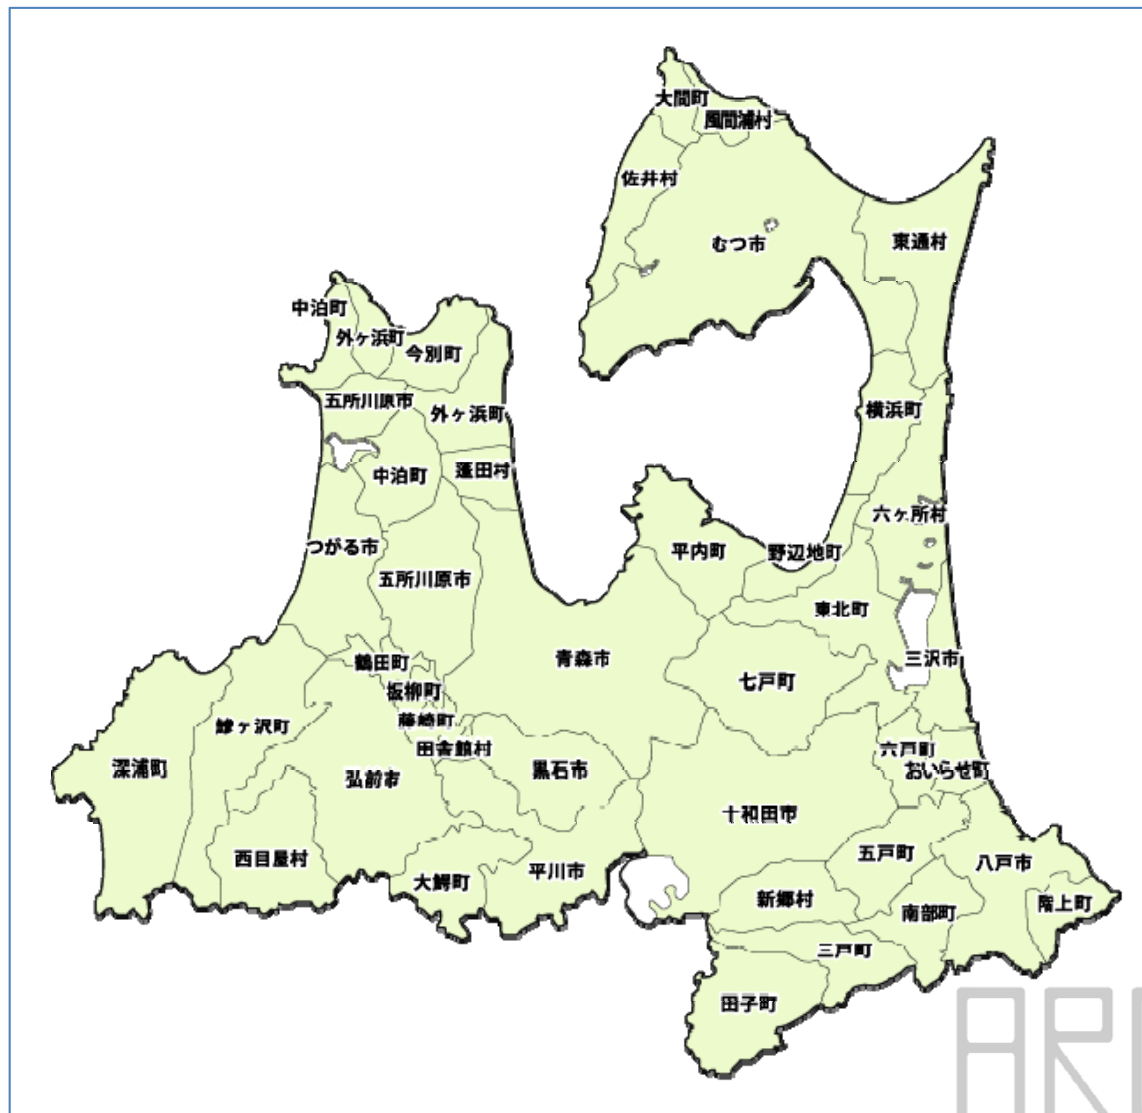 大間町
風間浦村
佐井村
むつ市
東通村
中泊町
外ヶ浜町
今別町
五所川原市
外ヶ浜町
横浜町
中泊町
蓬田村
六ヶ所村
つがる市
平内町
野辺地町
五所川原市
東北町
青森市
三沢市
鶴田町
七戸町
板柳町
藤崎町
鰺ヶ沢町
田舎館村
六戸町
深浦町
弘前市
黒石市
おいらせ町
十和田市
西目屋村
五戸町
八戸市
大鰐町
平川市
新郷村
南部町
階上町
三戸町
田子町